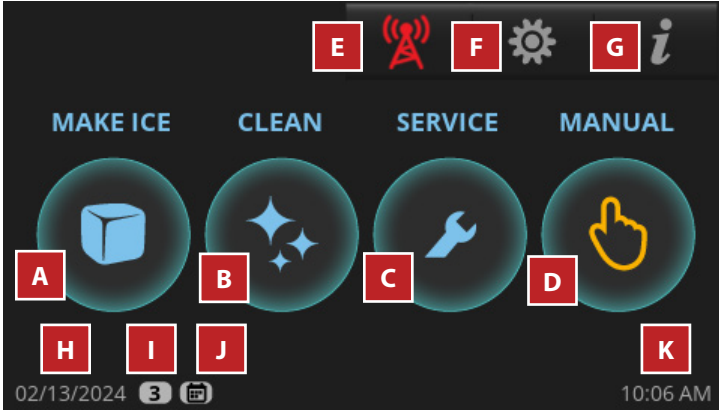 E F G i
MAKE ICE CLEAN SERVICE MANUAL
A B C D
H I J K
02/13/2024 3 10:06 AM